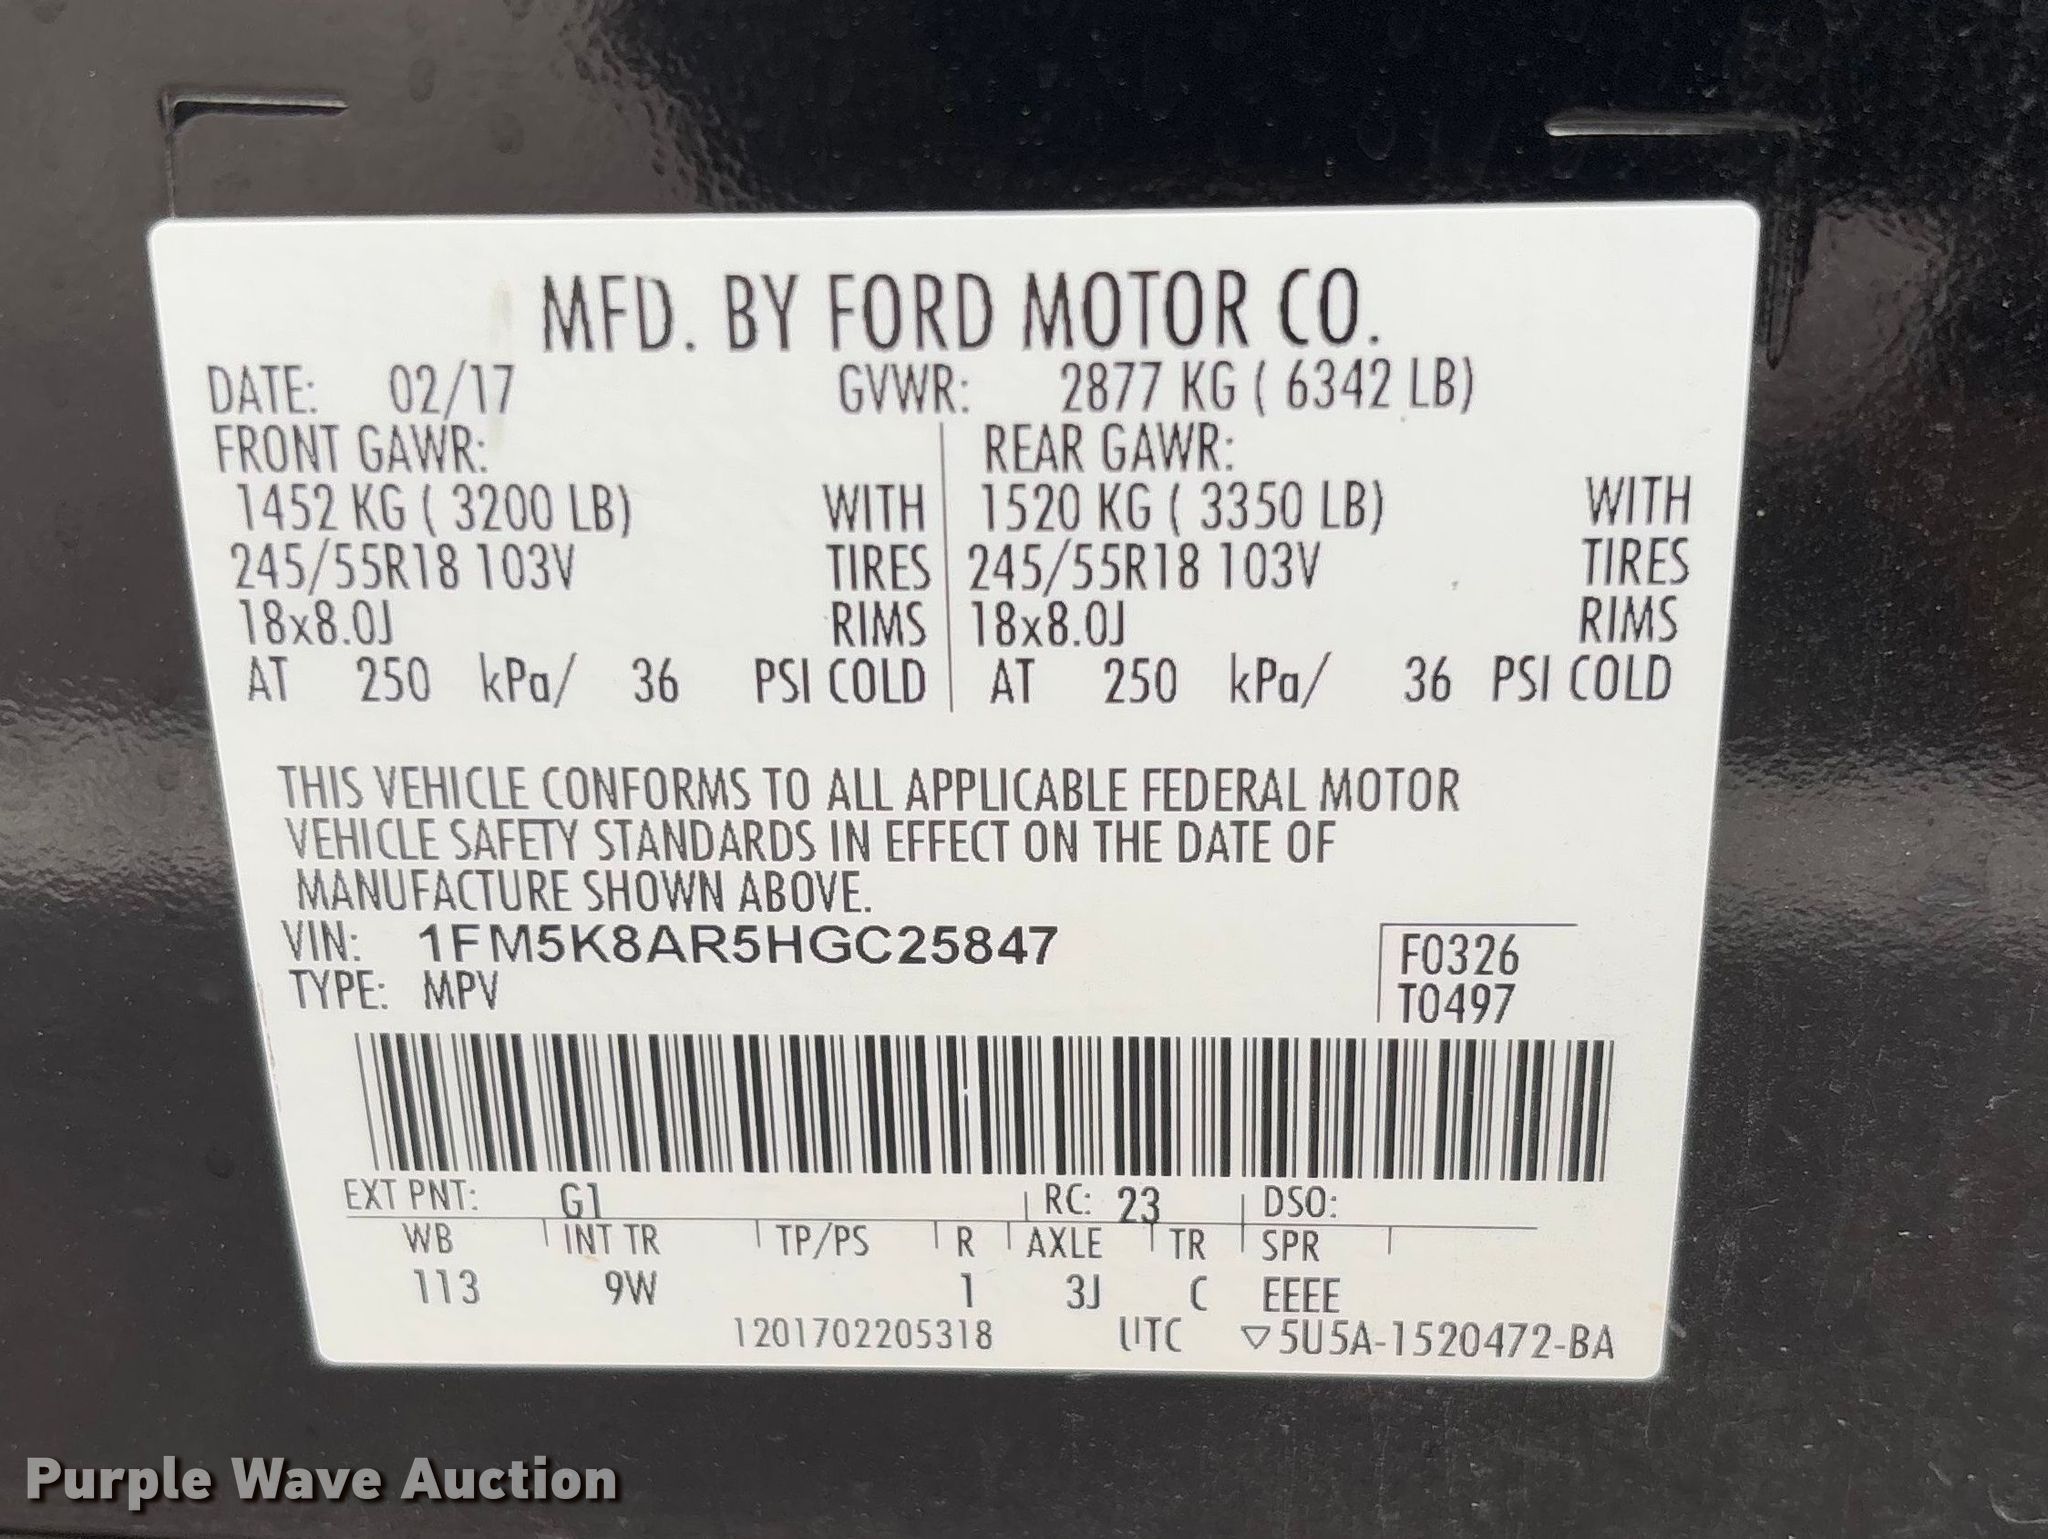 MFD. BY FORD MOTOR CO.
DATE: 02/17 GVWR: 2877 KG ( 6342 LB)
FRONT GAWR: REAR GAWR:
1452 KG ( 3200 LB) WITH 1520 KG ( 3350 LB) WITH
245/55R18 103V TIRES 245/55R18 103V TIRES
18x8.0J RIMS 18x8.0J RIMS
AT 250 kPa/ 36 PSI COLD AT 250 kPa/ 36 PSI COLD
THIS VEHICLE CONFORMS TO ALL APPLICABLE FEDERAL MOTOR
VEHICLE SAFETY STANDARDS IN EFFECT ON THE DATE OF
MANUFACTURE SHOWN ABOVE.
VIN: 1FM5K8AR5HGC25847 F0326
TYPE: MPV T0497
EXT PNT: G1 RC: 23 DSO:
WB INT TR TP/PS R AXLE TR SPR
113 9W 1 3J C EEEE
1201702205318 UTC ▽5U5A-1520472-BA
Purple Wave Auction